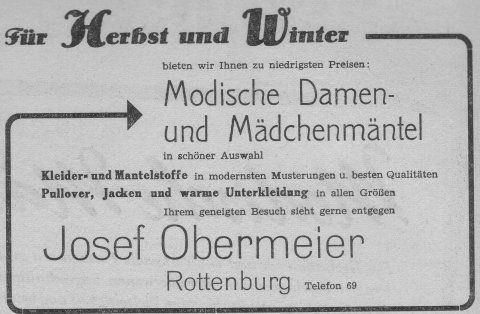 Für Herbst und Winter
bieten wir Ihnen zu niedrigsten Preisen:
Modische Damen-
und Mädchenmäntel
in schöner Auswahl
Kleider- und Mantelstoffe in modernsten Musterungen u. besten Qualitäten
Pullover, Jacken und warme Unterkleidung in allen Größen
Ihrem geneigten Besuch sieht gerne entgegen
Josef Obermeier
Rottenburg Telefon 69